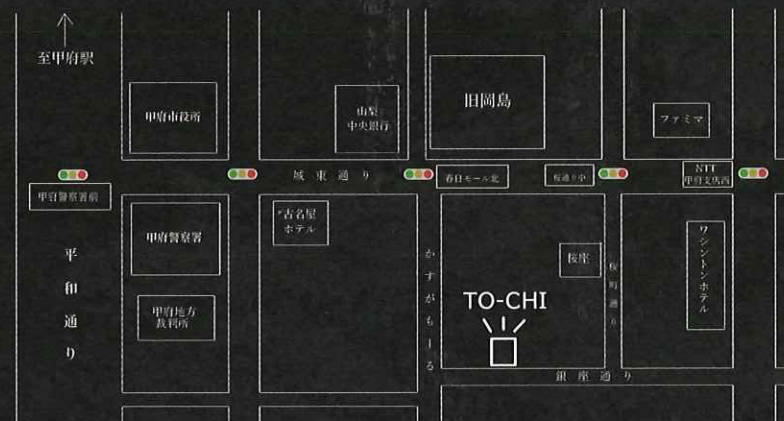 至甲府駅
甲府市役所
山梨
中央銀行
旧岡島
ファミマ
甲府警察署前
城東通り
春日モール北
桜通り中
NTT
甲府支店西
平和通り
甲府警察署
古名屋
ホテル
かすがもーる
桜座
桜町通り
ワシントンホテル
甲府地方
裁判所
TO-CHI
銀座通り